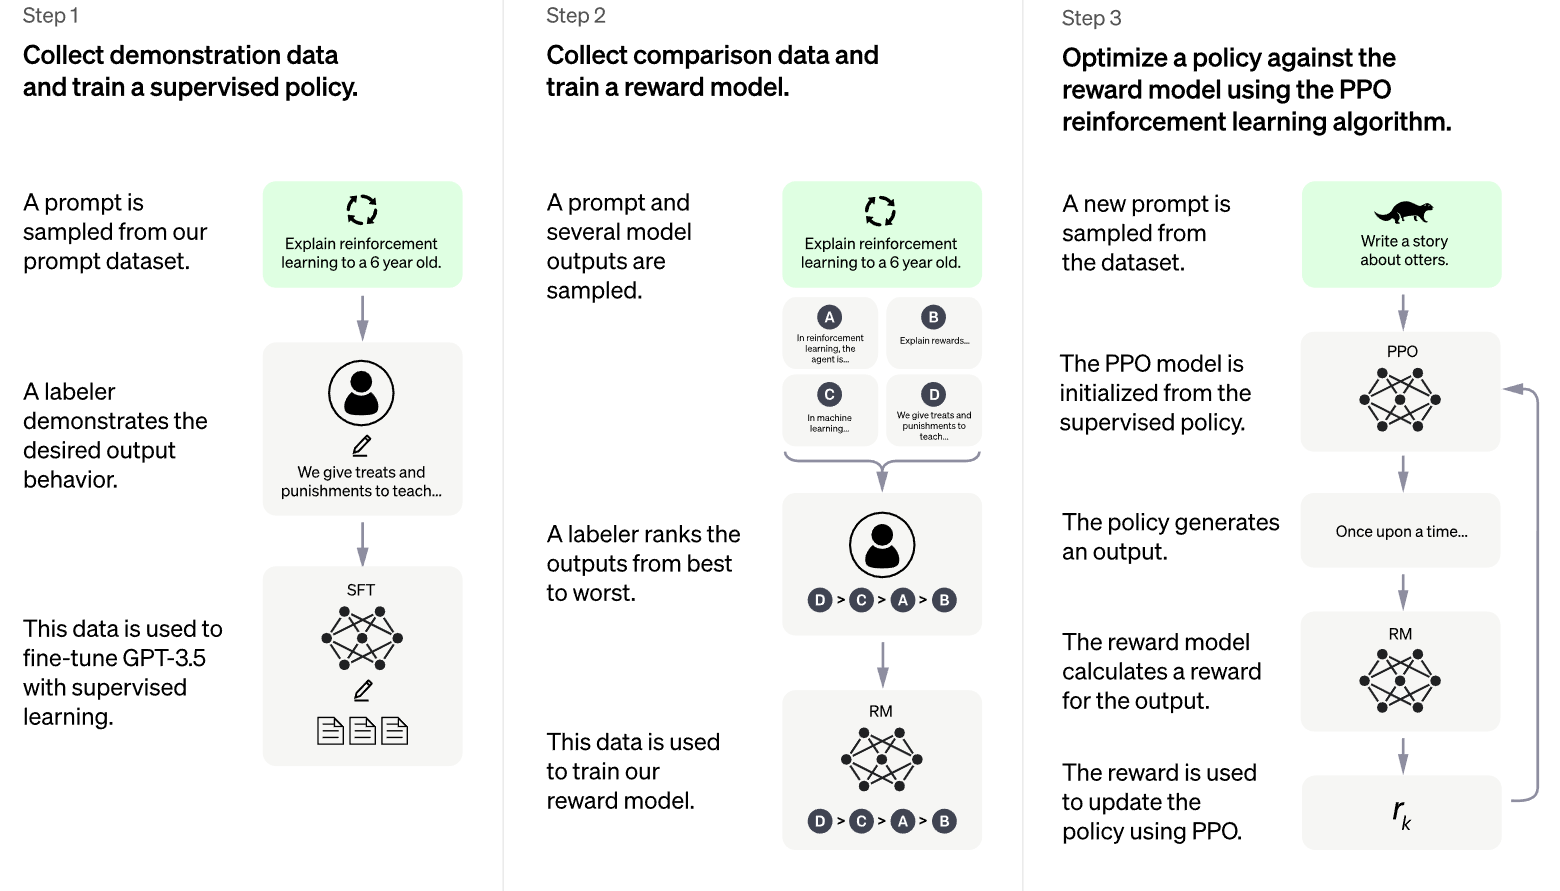 Step 1
Collect demonstration data
and train a supervised policy.
A prompt is
sampled from our
prompt dataset.
Explain reinforcement
learning to a 6 year old.
A labeler
demonstrates the
desired output
behavior.
We give treats and
punishments to teach...
This data is used to
fine-tune GPT-3.5
with supervised
learning.
SFT
Step 2
Collect comparison data and
train a reward model.
A prompt and
several model
outputs are
sampled.
Explain reinforcement
learning to a 6 year old.
A
In reinforcement
learning, the
agent is...
B
Explain rewards...
C
In machine
learning...
D
We give treats and
punishments to
teach...
A labeler ranks the
outputs from best
to worst.
D > C > A > B
This data is used
to train our
reward model.
RM
D > C > A > B
Step 3
Optimize a policy against the
reward model using the PPO
reinforcement learning algorithm.
A new prompt is
sampled from
the dataset.
Write a story
about otters.
The PPO model is
initialized from the
supervised policy.
PPO
The policy generates
an output.
Once upon a time...
The reward model
calculates a reward
for the output.
RM
The reward is used
to update the
policy using PPO.
rk